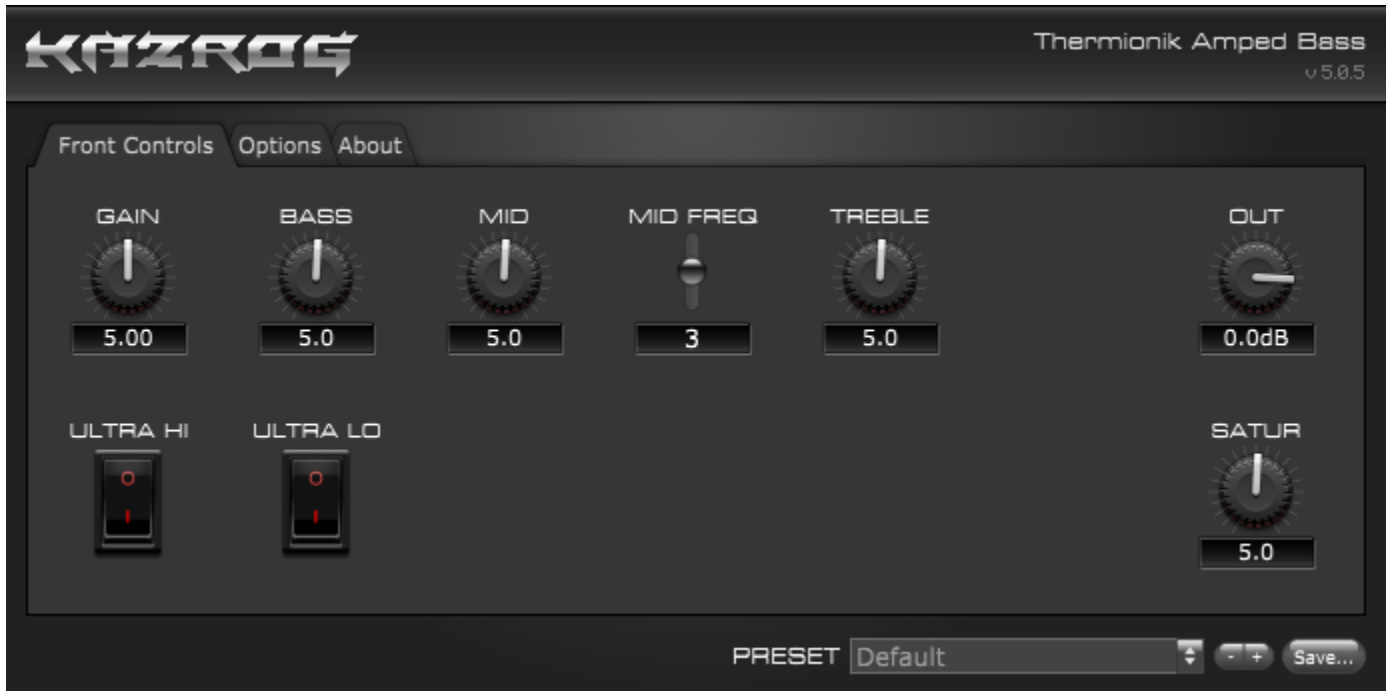 KAZROG
Thermionik Amped Bass
v 5.0.5
Front Controls Options About
GAIN BASS MID MID FREQ TREBLE OUT
5.00 5.0 5.0 3 5.0 0.0dB
ULTRA HI ULTRA LO SATUR
O O
I I
5.0
PRESET Default - + Save...